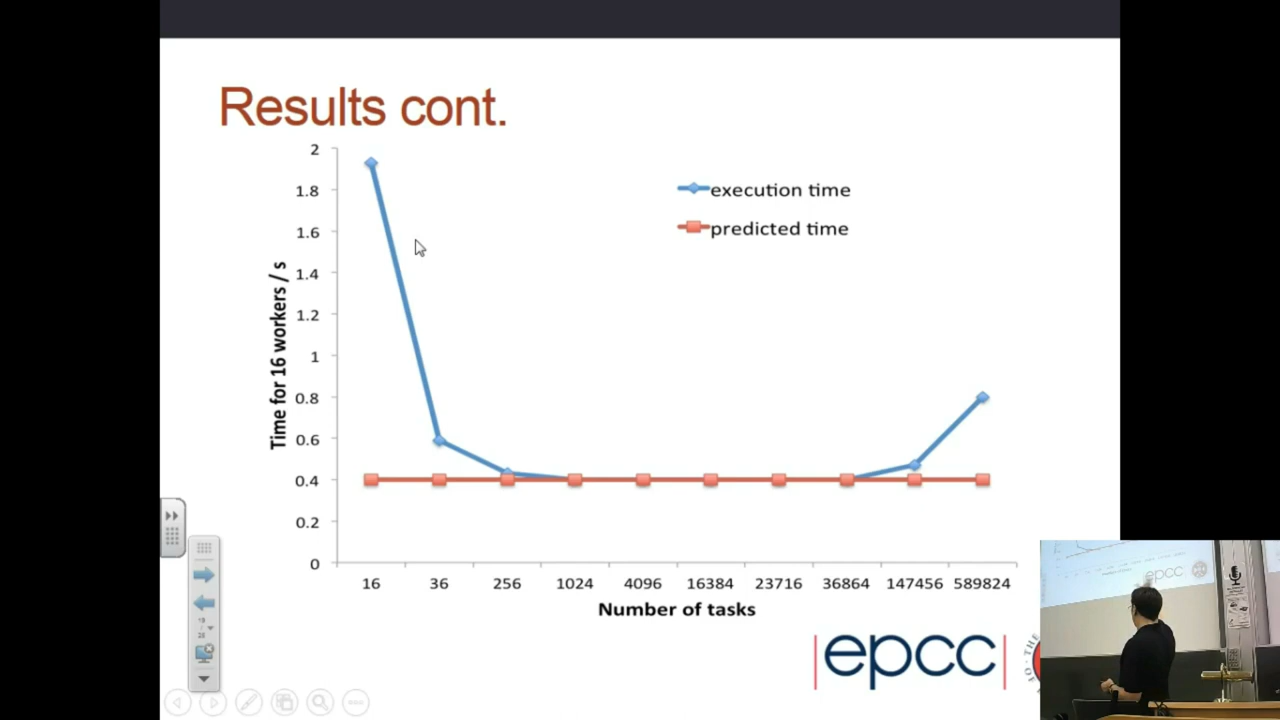 Results cont.
2
1.8
1.6
1.4
1.2
1
0.8
0.6
0.4
0.2
0
Time for 16 workers / s
execution time
predicted time
16 36 256 1024 4096 16384 23716 36864 147456 589824
Number of tasks
epcc
epcc